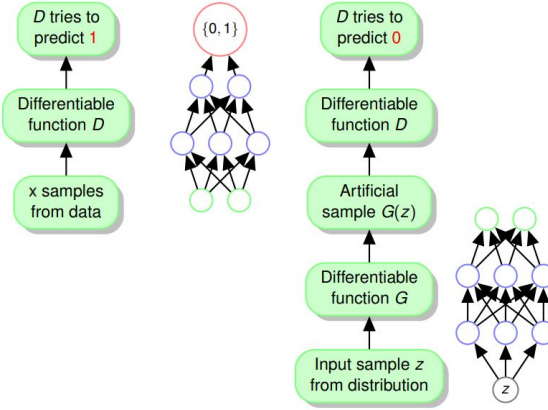 D tries to
predict 1
Differentiable
function D
x samples
from data
{0, 1}
D tries to
predict 0
Differentiable
function D
Artificial
sample G(z)
Differentiable
function G
Input sample z
from distribution
z